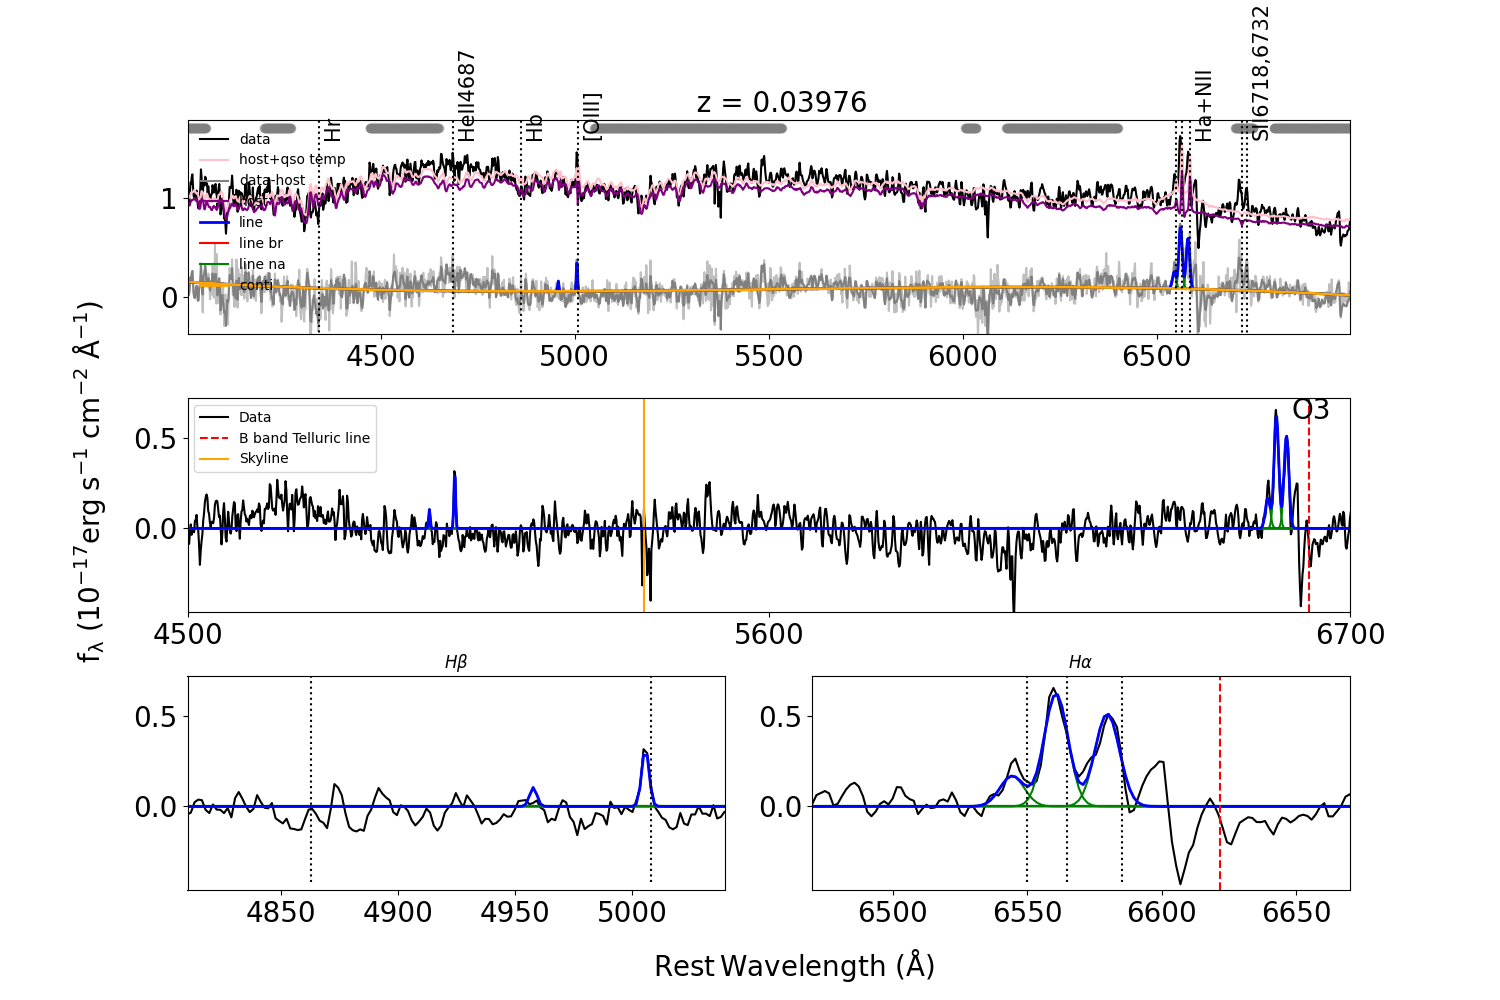 z = 0.03976
Hr
HeII4687
Hb
[OIII]
Ha+NII
SII6718,6732
data
host+qso temp
data-host
line
line br
line na
conti
1
0
4500 5000 5500 6000 6500
f_λ (10⁻¹⁷erg s⁻¹ cm⁻² Å⁻¹)
Data
B band Telluric line
Skyline
O3
0.5
0.0
4500 5600 6700
Hβ
0.5
0.0
4850 4900 4950 5000
Hα
0.5
0.0
6500 6550 6600 6650
Rest Wavelength (Å)